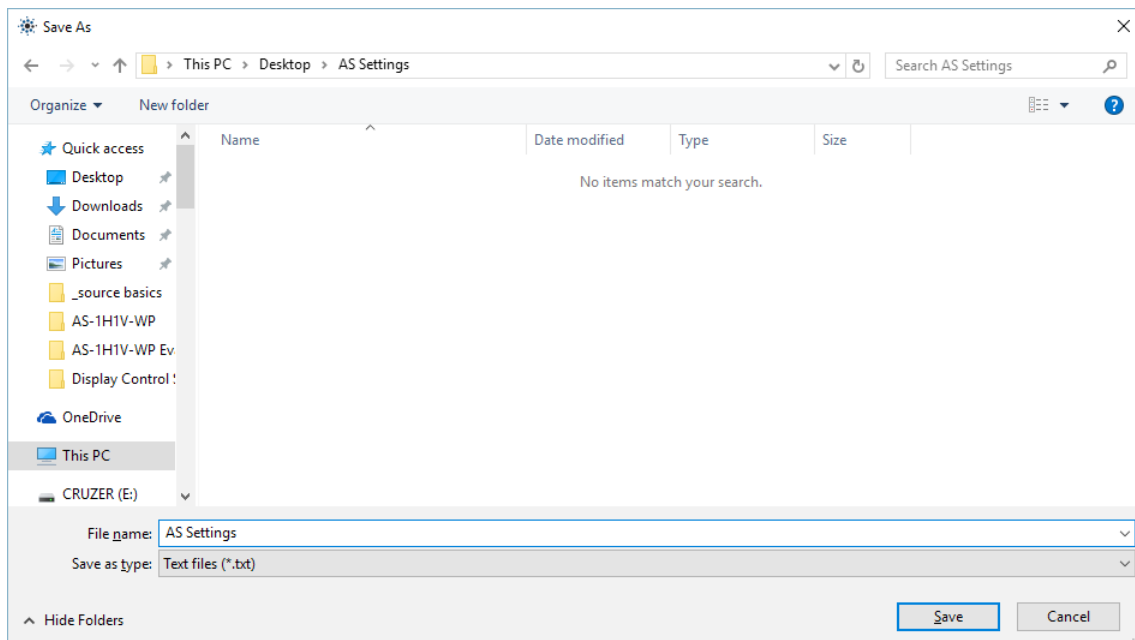 Save As
This PC > Desktop > AS Settings
Search AS Settings
Organize New folder
?
Name Date modified Type Size
No items match your search.
Quick access
Desktop
Downloads
Documents
Pictures
_source basics
AS-1H1V-WP
AS-1H1V-WP Ev
Display Control
OneDrive
This PC
CRUZER (E:)
File name: AS Settings
Save as type: Text files (*.txt)
Hide Folders
Save Cancel